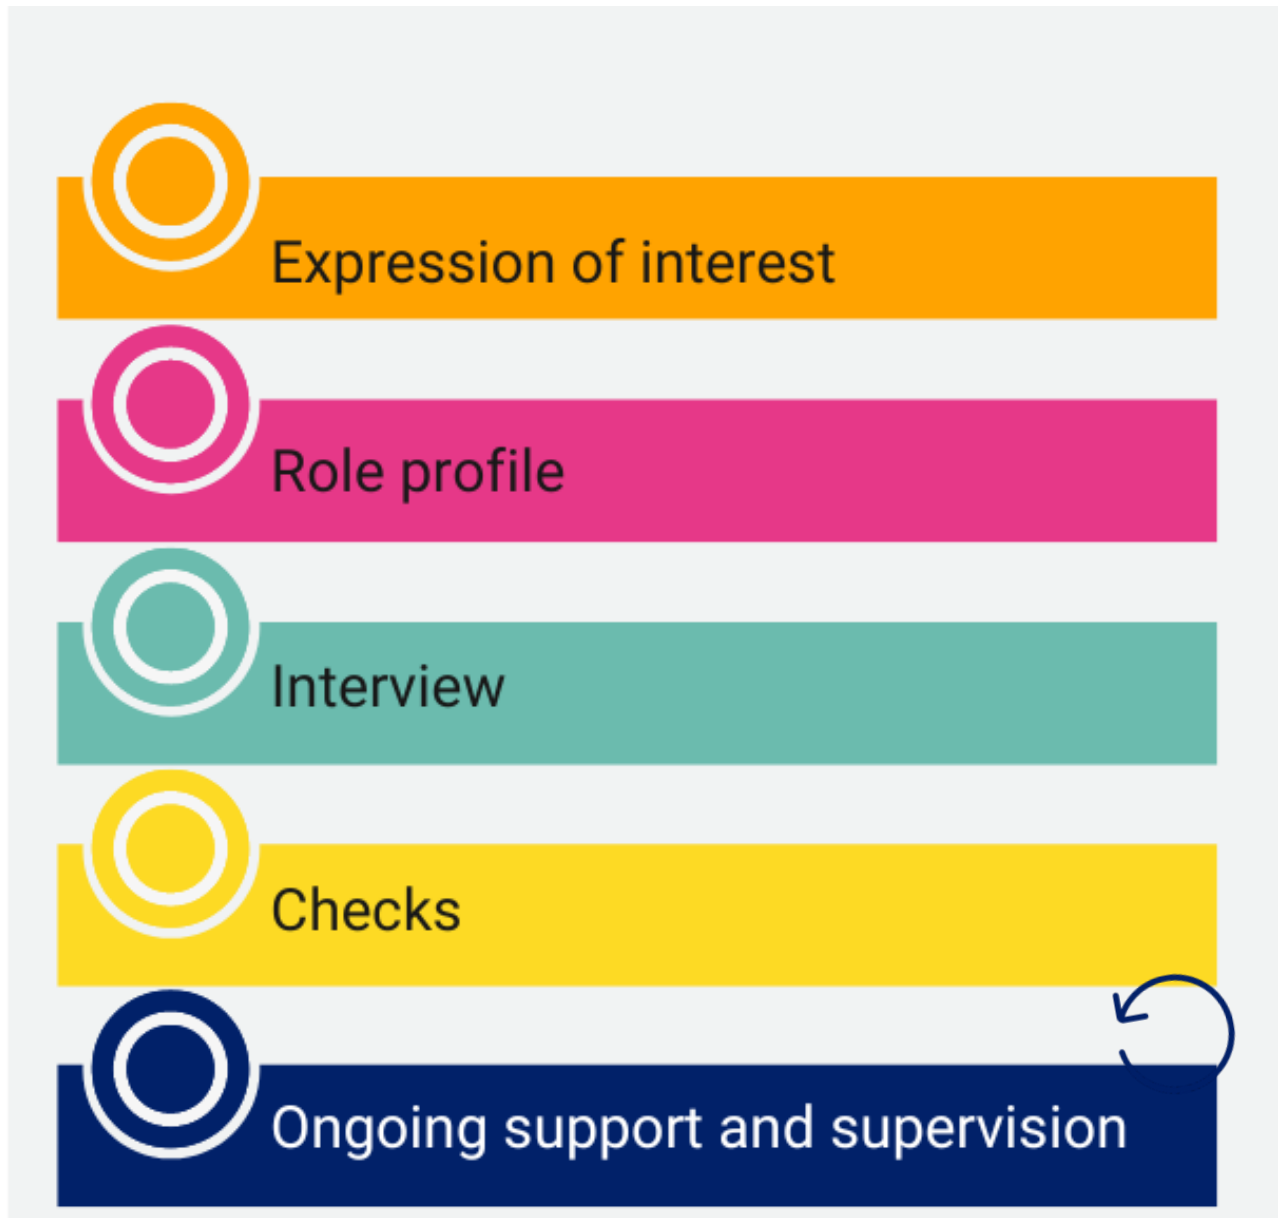 Expression of interest
Role profile
Interview
Checks
Ongoing support and supervision